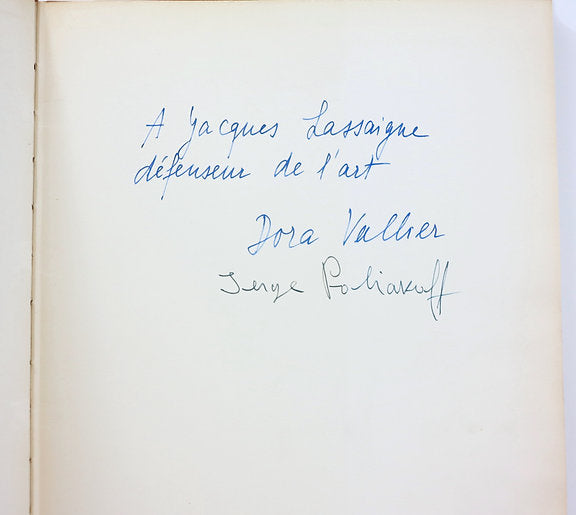 A Jacques Lassaigne
défenseur de l'art
Dora Vallier
Serge Poliakoff